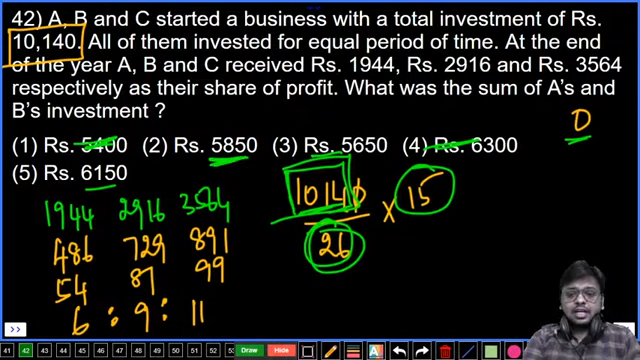 42) A, B and C started a business with a total investment of Rs.
10,140. All of them invested for equal period of time. At the end
of the year A, B and C received Rs. 1944, Rs. 2916 and Rs. 3564
respectively as their share of profit. What was the sum of A's and
B's investment ?
0
(1) Rs. 5400 (2) Rs. 5850 (3) Rs. 5650 (4) Rs. 6300
(5) Rs. 6150
1944 2916 3564
10140 × 15
26
486 729 891
54 81 99
6 : 9 : 11
>> 41 42 43 44 45 46 47 48 49 50 51 52 53 54 55 Draw Hide >>